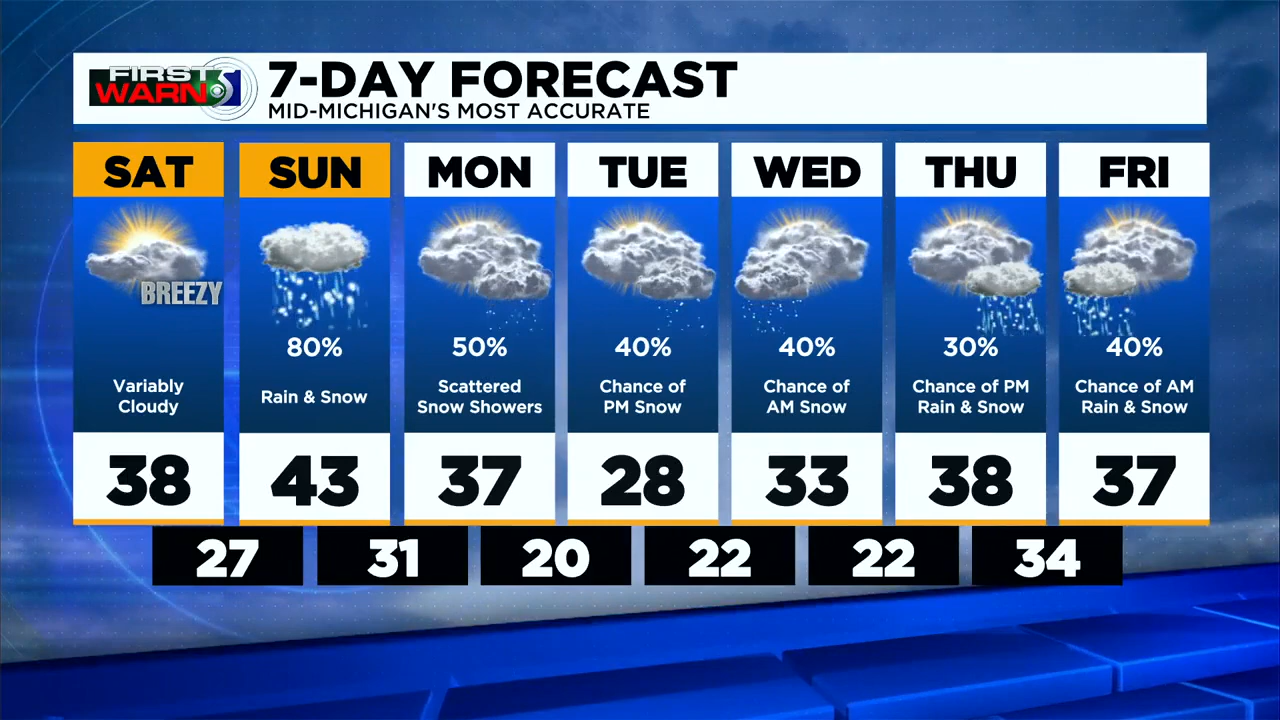 FIRST
WARN 5
7-DAY FORECAST
MID-MICHIGAN'S MOST ACCURATE
SAT
BREEZY
Variably
Cloudy
38
SUN
80%
Rain & Snow
43
MON
50%
Scattered
Snow Showers
37
TUE
40%
Chance of
PM Snow
28
WED
40%
Chance of
AM Snow
33
THU
30%
Chance of PM
Rain & Snow
38
FRI
40%
Chance of AM
Rain & Snow
37
27
31
20
22
22
34